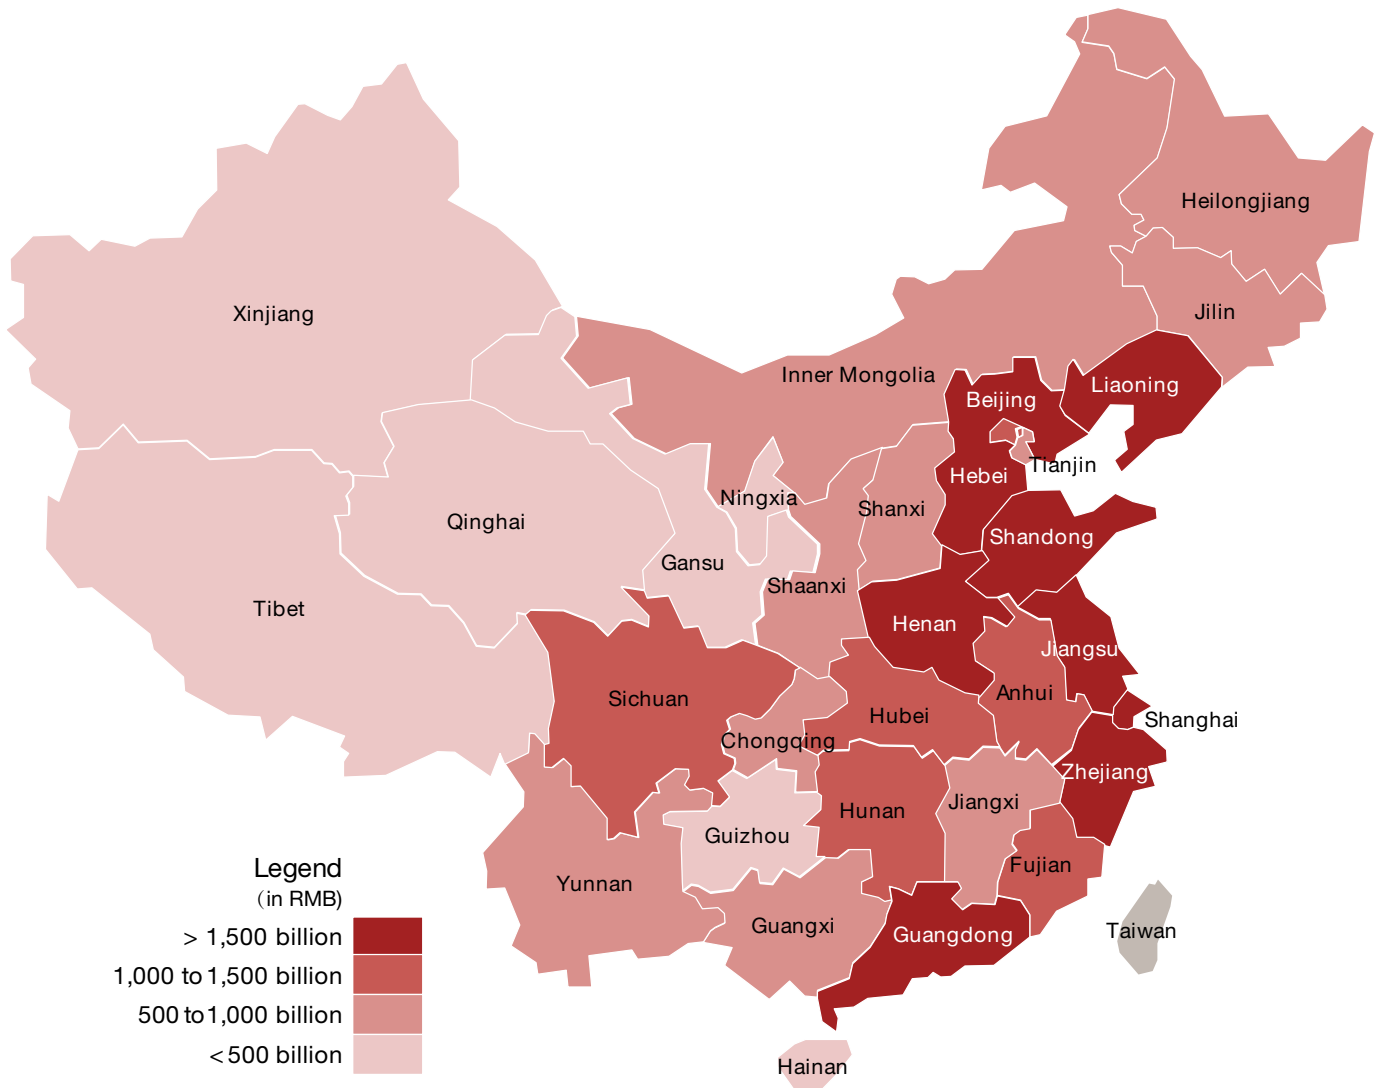 Heilongjiang
Xinjiang
Jilin
Inner Mongolia
Liaoning
Beijing
Tianjin
Hebei
Ningxia
Shanxi
Qinghai
Shandong
Gansu
Shaanxi
Tibet
Henan
Jiangsu
Anhui
Sichuan
Hubei
Shanghai
Chongqing
Zhejiang
Jiangxi
Hunan
Guizhou
Fujian
Yunnan
Guangxi
Guangdong
Taiwan
Hainan
Legend
(in RMB)
> 1,500 billion
1,000 to 1,500 billion
500 to 1,000 billion
< 500 billion